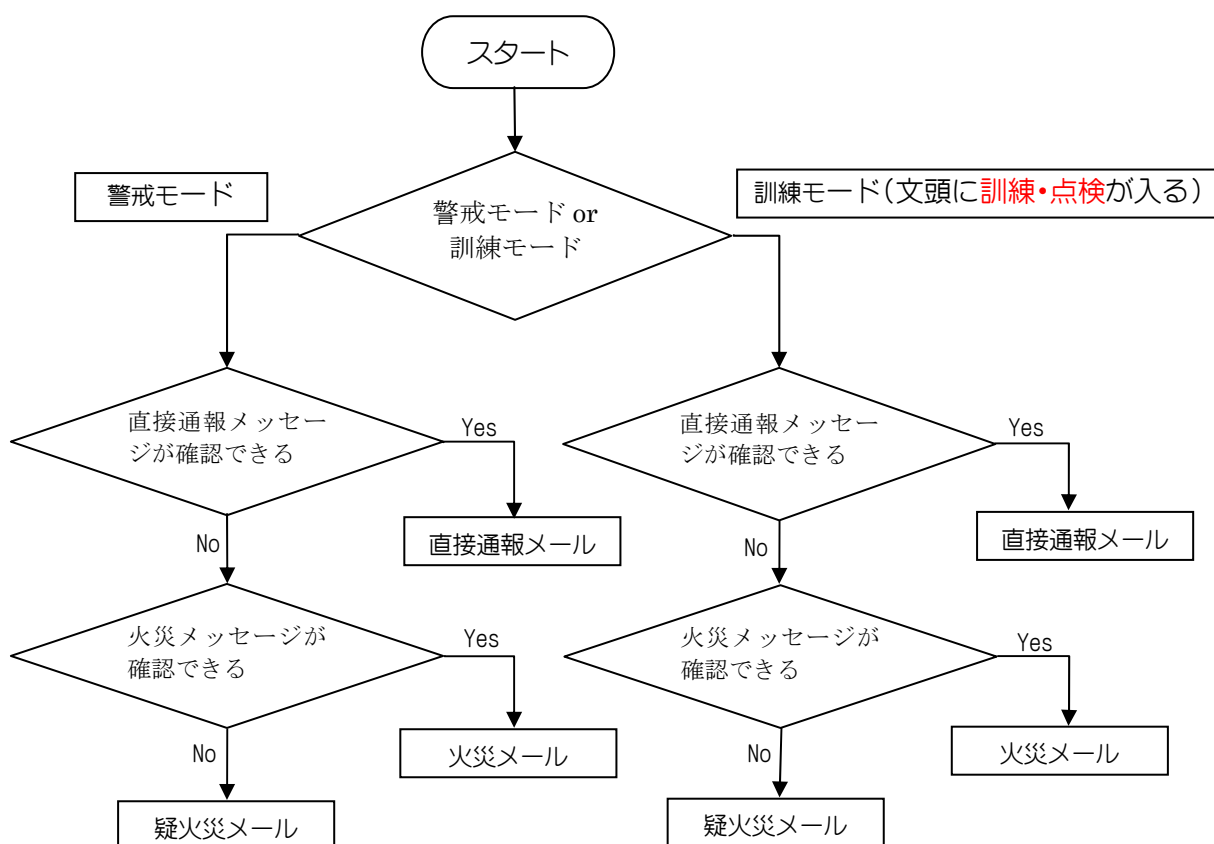 スタート
警戒モード
訓練モード（文頭に訓練・点検が入る）
警戒モード or
訓練モード
直接通報メッセー
ジが確認できる
Yes
直接通報メッセー
ジが確認できる
Yes
直接通報メール
直接通報メール
No
No
火災メッセージが
確認できる
Yes
火災メッセージが
確認できる
Yes
火災メール
火災メール
No
No
疑火災メール
疑火災メール